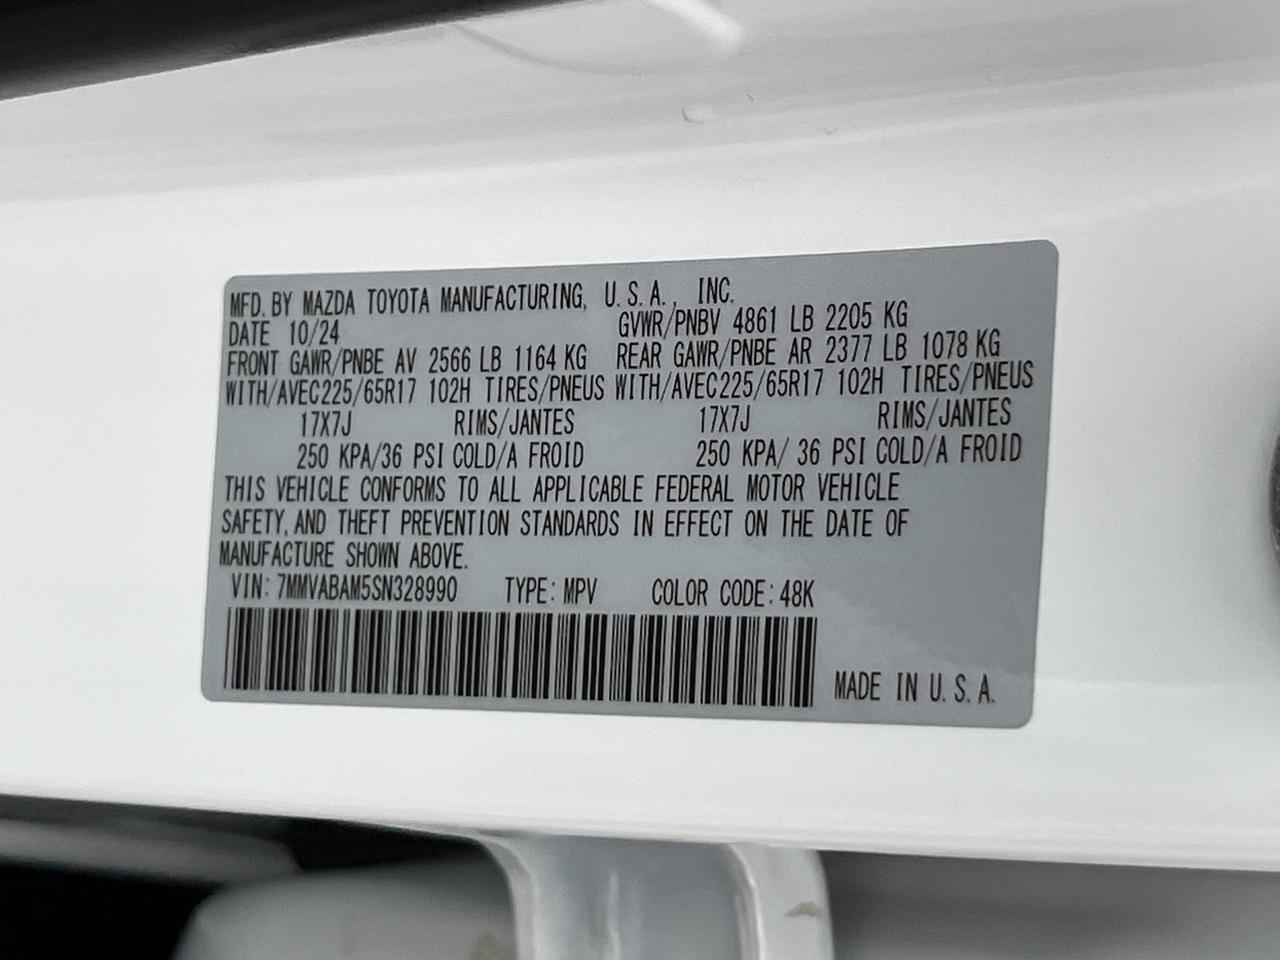 MFD. BY MAZDA TOYOTA MANUFACTURING, U.S.A., INC.
DATE 10/24 GVWR/PNBV 4861 LB 2205 KG
FRONT GAWR/PNBE AV 2566 LB 1164 KG REAR GAWR/PNBE AR 2377 LB 1078 KG
WITH/AVEC225/65R17 102H TIRES/PNEUS WITH/AVEC225/65R17 102H TIRES/PNEUS
17X7J RIMS/JANTES 17X7J RIMS/JANTES
250 KPA/36 PSI COLD/A FROID 250 KPA/ 36 PSI COLD/A FROID
THIS VEHICLE CONFORMS TO ALL APPLICABLE FEDERAL MOTOR VEHICLE
SAFETY, AND THEFT PREVENTION STANDARDS IN EFFECT ON THE DATE OF
MANUFACTURE SHOWN ABOVE.
VIN: 7MMVABAM5SN328990 TYPE: MPV COLOR CODE: 48K
MADE IN U.S.A.